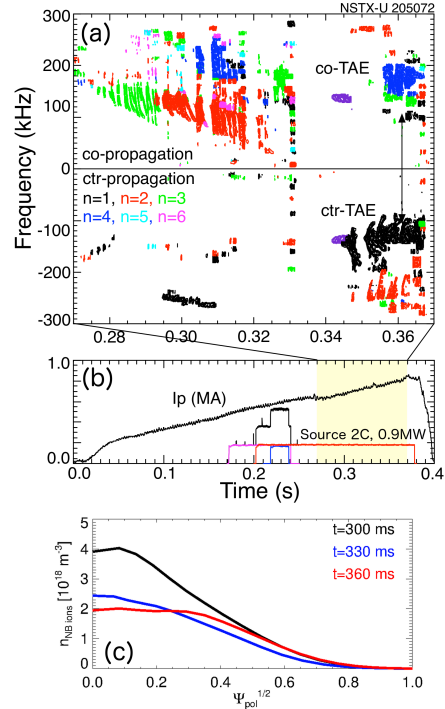 NSTX-U 205072
(a)
300
200
100
0
-100
-200
-300
Frequency (kHz)
co-TAE
co-propagation
ctr-propagation
n=1, n=2, n=3
n=4, n=5, n=6
ctr-TAE
0.28 0.30 0.32 0.34 0.36
(b)
1.0
0.0
Ip (MA)
Source 2C, 0.9MW
0.0 0.1 0.2 0.3 0.4
Time (s)
5
4
3
2
1
0
n NB ions [10^18 m^-3]
t=300 ms
t=330 ms
t=360 ms
(c)
0.0 0.2 0.4 0.6 0.8 1.0
Ψpol^1/2